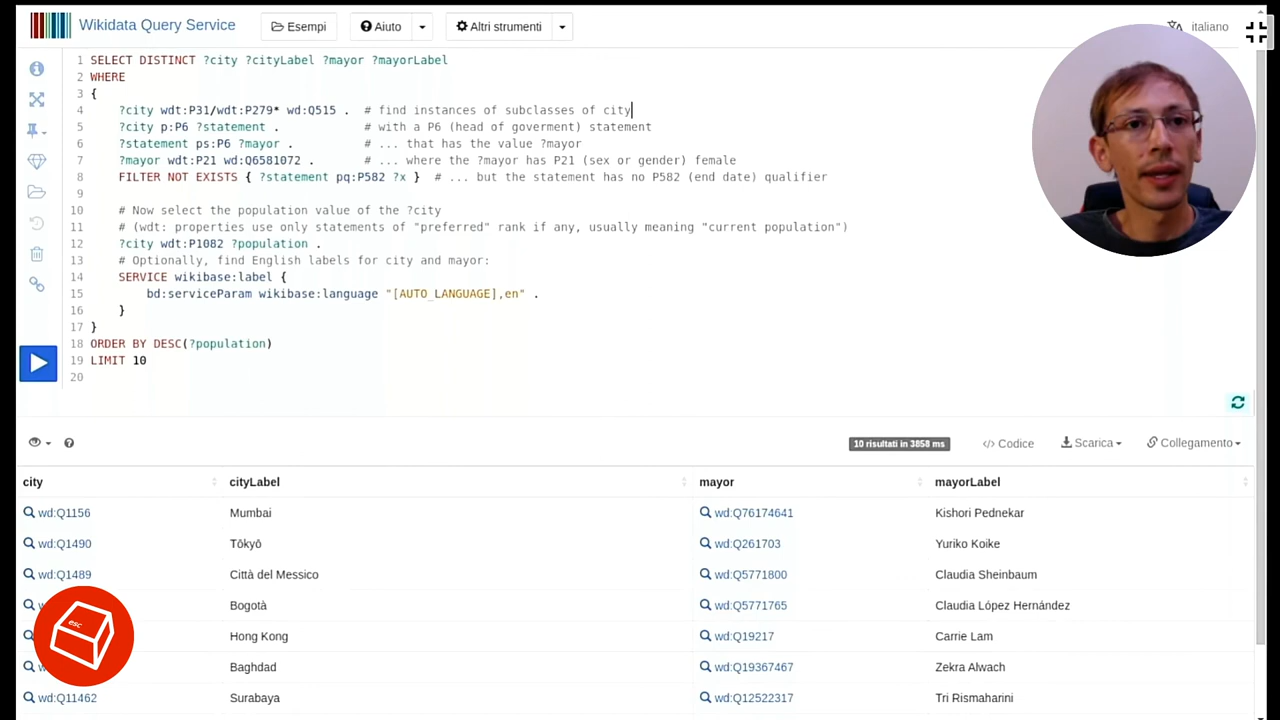 Wikidata Query Service
Esempi
Aiuto
Altri strumenti
italiano
1 SELECT DISTINCT ?city ?cityLabel ?mayor ?mayorLabel
2 WHERE
3 {
4 ?city wdt:P31/wdt:P279* wd:Q515 . # find instances of subclasses of city
5 ?city p:P6 ?statement . # with a P6 (head of goverment) statement
6 ?statement ps:P6 ?mayor . # ... that has the value ?mayor
7 ?mayor wdt:P21 wd:Q6581072 . # ... where the ?mayor has P21 (sex or gender) female
8 FILTER NOT EXISTS { ?statement pq:P582 ?x } # ... but the statement has no P582 (end date) qualifier
9
10 # Now select the population value of the ?city
11 # (wdt: properties use only statements of "preferred" rank if any, usually meaning "current population")
12 ?city wdt:P1082 ?population .
13 # Optionally, find English labels for city and mayor:
14 SERVICE wikibase:label {
15 bd:serviceParam wikibase:language "[AUTO_LANGUAGE],en" .
16 }
17 }
18 ORDER BY DESC(?population)
19 LIMIT 10
20
10 risultati in 3858 ms
</> Codice
Scarica
Collegamento
city cityLabel mayor mayorLabel
wd:Q1156 Mumbai wd:Q76174641 Kishori Pednekar
wd:Q1490 Tōkyō wd:Q261703 Yuriko Koike
wd:Q1489 Città del Messico wd:Q5771800 Claudia Sheinbaum
Bogotà wd:Q5771765 Claudia López Hernández
Hong Kong wd:Q19217 Carrie Lam
Baghdad wd:Q19367467 Zekra Alwach
wd:Q11462 Surabaya wd:Q12522317 Tri Rismaharini
esc